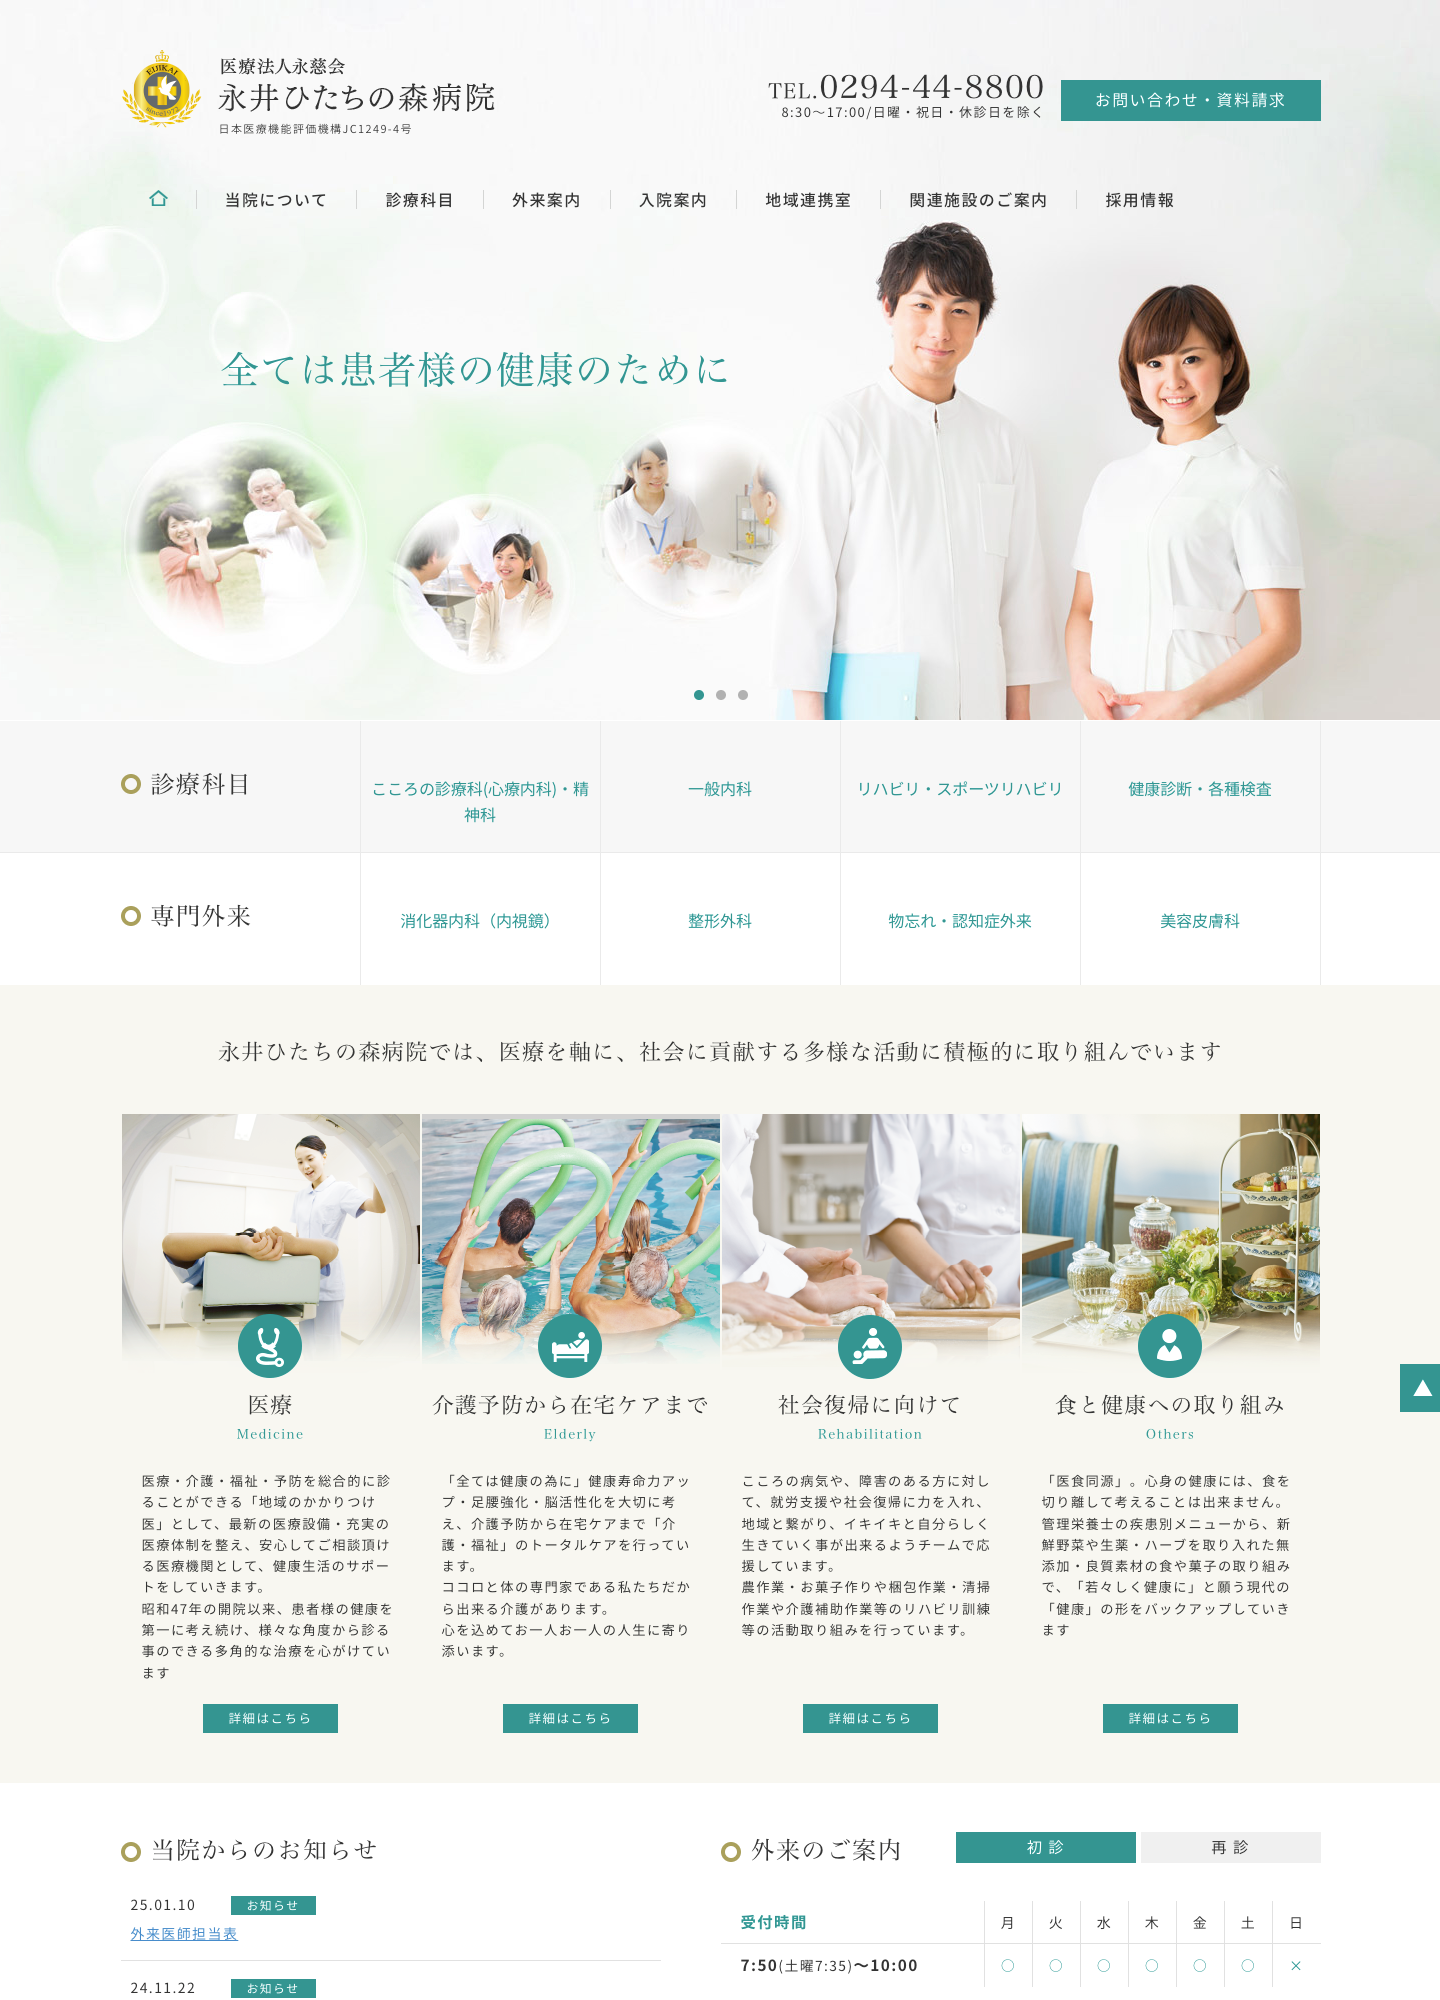 EIJIKAI
医療法人永慈会
永井ひたちの森病院
日本医療機能評価機構JC1249-4号
TEL.0294-44-8800
8:30〜17:00/日曜・祝日・休診日を除く
お問い合わせ・資料請求
当院について
診療科目
外来案内
入院案内
地域連携室
関連施設のご案内
採用情報
全ては患者様の健康のために
診療科目
こころの診療科(心療内科)・精
神科
一般内科
リハビリ・スポーツリハビリ
健康診断・各種検査
専門外来
消化器内科（内視鏡）
整形外科
物忘れ・認知症外来
美容皮膚科
永井ひたちの森病院では、医療を軸に、社会に貢献する多様な活動に積極的に取り組んでいます
医療
Medicine
医療・介護・福祉・予防を総合的に診
ることができる「地域のかかりつけ
医」として、最新の医療設備・充実の
医療体制を整え、安心してご相談頂け
る医療機関として、健康生活のサポー
トをしていきます。
昭和47年の開院以来、患者様の健康を
第一に考え続け、様々な角度から診る
事のできる多角的な治療を心がけてい
ます
詳細はこちら
介護予防から在宅ケアまで
Elderly
「全ては健康の為に」健康寿命力アッ
プ・足腰強化・脳活性化を大切に考
え、介護予防から在宅ケアまで「介
護・福祉」のトータルケアを行ってい
ます。
ココロと体の専門家である私たちだか
ら出来る介護があります。
心を込めてお一人お一人の人生に寄り
添います。
詳細はこちら
社会復帰に向けて
Rehabilitation
こころの病気や、障害のある方に対し
て、就労支援や社会復帰に力を入れ、
地域と繋がり、イキイキと自分らしく
生きていく事が出来るようチームで応
援しています。
農作業・お菓子作りや梱包作業・清掃
作業や介護補助作業等のリハビリ訓練
等の活動取り組みを行っています。
詳細はこちら
食と健康への取り組み
Others
「医食同源」。心身の健康には、食を
切り離して考えることは出来ません。
管理栄養士の疾患別メニューから、新
鮮野菜や生薬・ハーブを取り入れた無
添加・良質素材の食や菓子の取り組み
で、「若々しく健康に」と願う現代の
「健康」の形をバックアップしていき
ます
詳細はこちら
▲
当院からのお知らせ
25.01.10 お知らせ
外来医師担当表
24.11.22 お知らせ
外来のご案内
初 診
再 診
受付時間 月 火 水 木 金 土 日
7:50(土曜7:35)〜10:00 ○ ○ ○ ○ ○ ○ ×